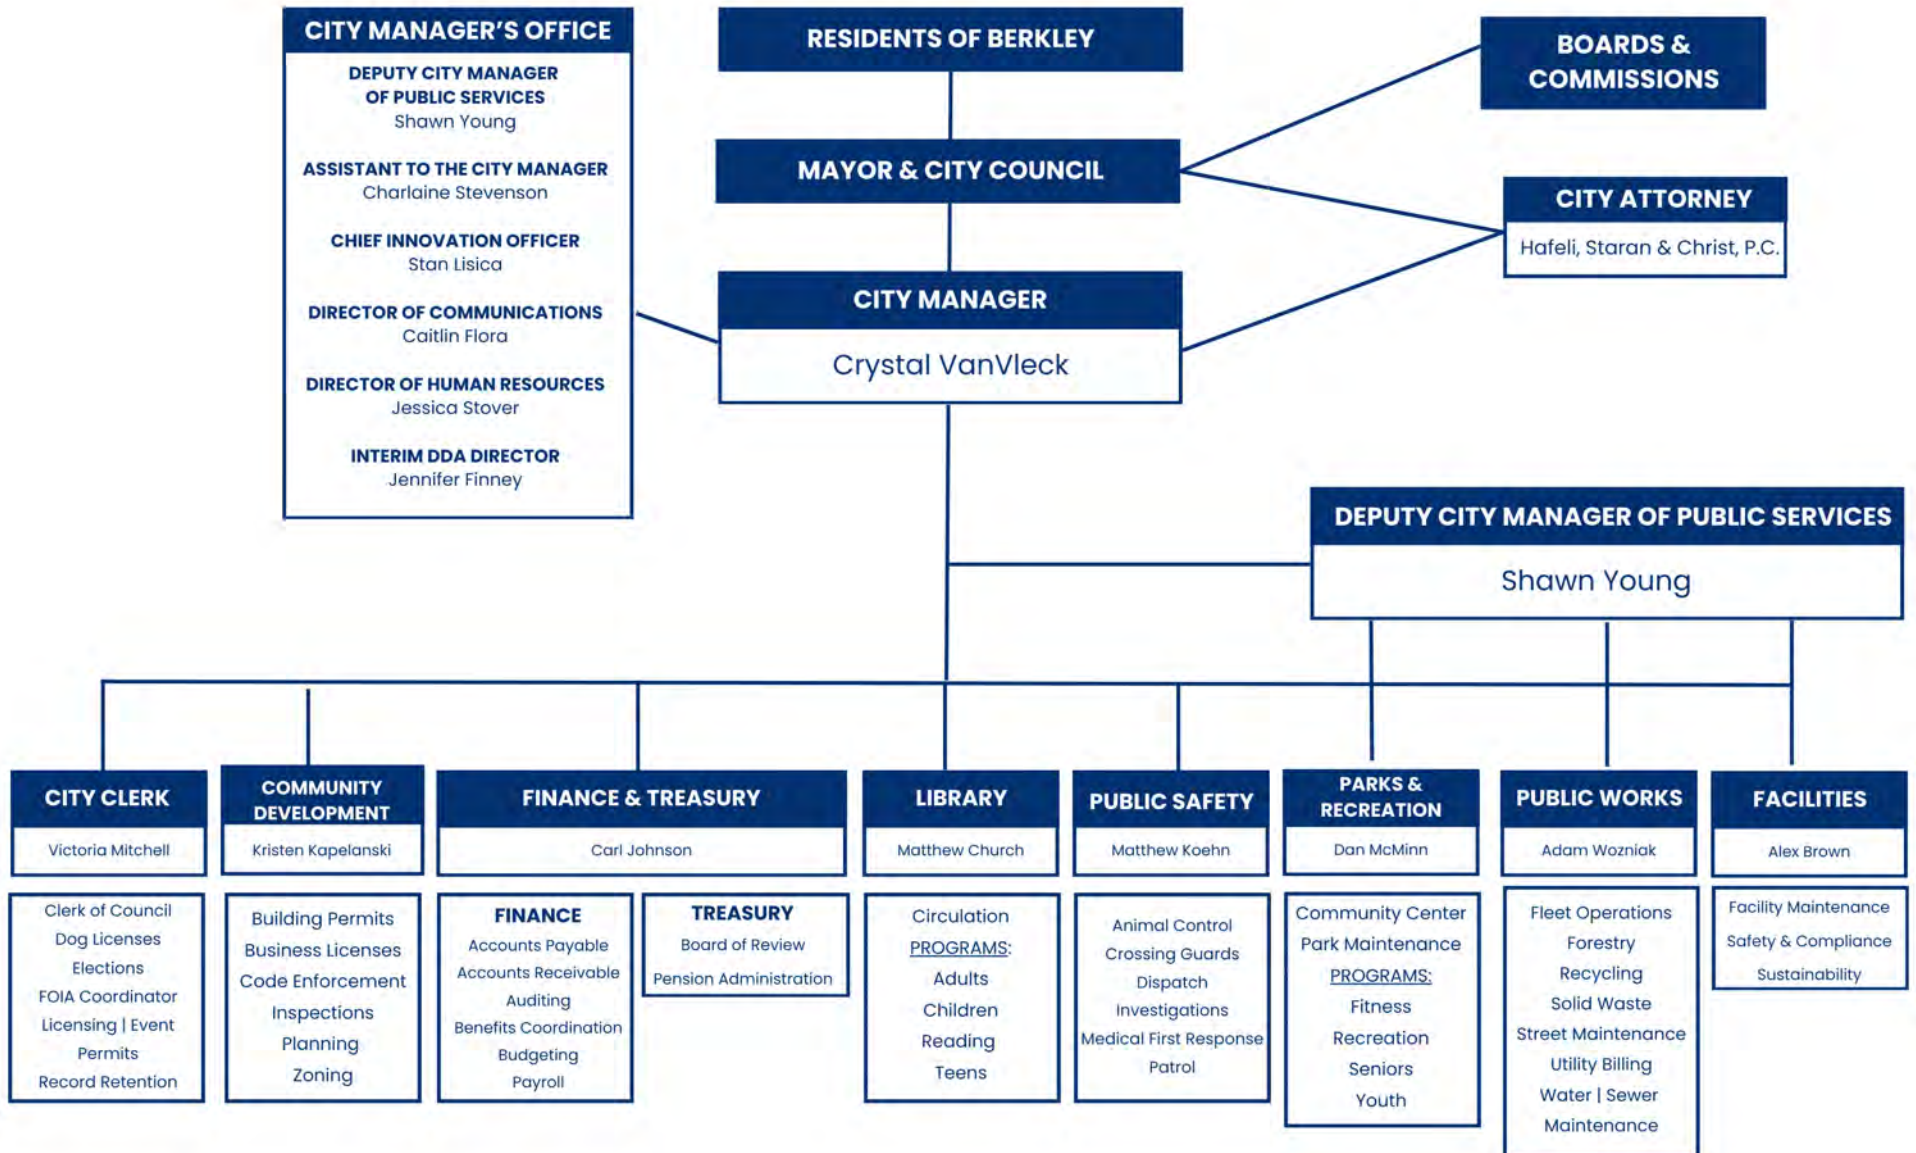 CITY MANAGER'S OFFICE
DEPUTY CITY MANAGER
OF PUBLIC SERVICES
Shawn Young
ASSISTANT TO THE CITY MANAGER
Charlaine Stevenson
CHIEF INNOVATION OFFICER
Stan Lisica
DIRECTOR OF COMMUNICATIONS
Caitlin Flora
DIRECTOR OF HUMAN RESOURCES
Jessica Stover
INTERIM DDA DIRECTOR
Jennifer Finney
RESIDENTS OF BERKLEY
MAYOR & CITY COUNCIL
CITY MANAGER
Crystal VanVleck
BOARDS &
COMMISSIONS
CITY ATTORNEY
Hafeli, Staran & Christ, P.C.
DEPUTY CITY MANAGER OF PUBLIC SERVICES
Shawn Young
CITY CLERK
Victoria Mitchell
Clerk of Council
Dog Licenses
Elections
FOIA Coordinator
Licensing | Event
Permits
Record Retention
COMMUNITY
DEVELOPMENT
Kristen Kapelanski
Building Permits
Business Licenses
Code Enforcement
Inspections
Planning
Zoning
FINANCE & TREASURY
Carl Johnson
FINANCE
Accounts Payable
Accounts Receivable
Auditing
Benefits Coordination
Budgeting
Payroll
TREASURY
Board of Review
Pension Administration
LIBRARY
Matthew Church
Circulation
PROGRAMS:
Adults
Children
Reading
Teens
PUBLIC SAFETY
Matthew Koehn
Animal Control
Crossing Guards
Dispatch
Investigations
Medical First Response
Patrol
PARKS &
RECREATION
Dan McMinn
Community Center
Park Maintenance
PROGRAMS:
Fitness
Recreation
Seniors
Youth
PUBLIC WORKS
Adam Wozniak
Fleet Operations
Forestry
Recycling
Solid Waste
Street Maintenance
Utility Billing
Water | Sewer
Maintenance
FACILITIES
Alex Brown
Facility Maintenance
Safety & Compliance
Sustainability